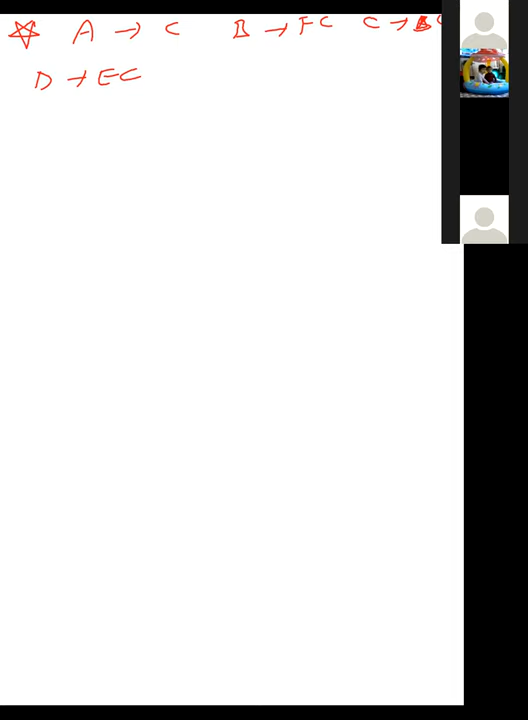 ☆ A → C B → FC C →
D → EC